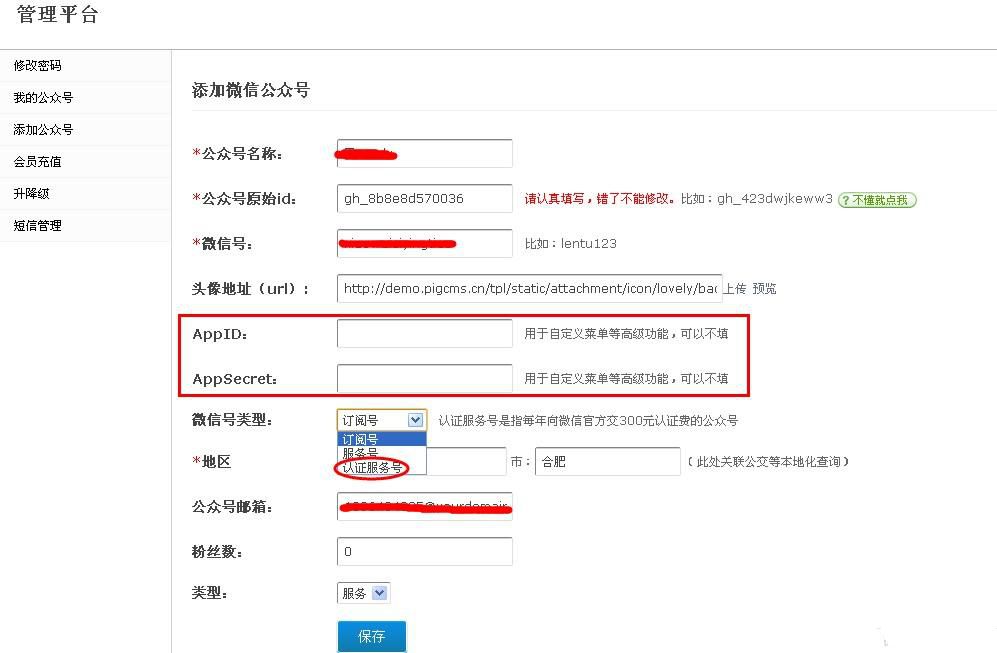 管理平台
修改密码
我的公众号
添加公众号
会员充值
升降级
短信管理
添加微信公众号
*公众号名称：
*公众号原始id： gh_8b8e8d570036 请认真填写，错了不能修改。比如：gh_423dwjkeww3 ? 不懂就点我
*微信号： 比如：lentu123
头像地址（url）： http://demo.pigcms.cn/tpl/static/attachment/icon/lovely/bac 上传 预览
AppID： 用于自定义菜单等高级功能，可以不填
AppSecret： 用于自定义菜单等高级功能，可以不填
微信号类型： 订阅号 认证服务号是指每年向微信官方交300元认证费的公众号
订阅号
服务号
认证服务号
*地区 市： 合肥 （此处关联公交等本地化查询）
公众号邮箱：
粉丝数： 0
类型： 服务
保存